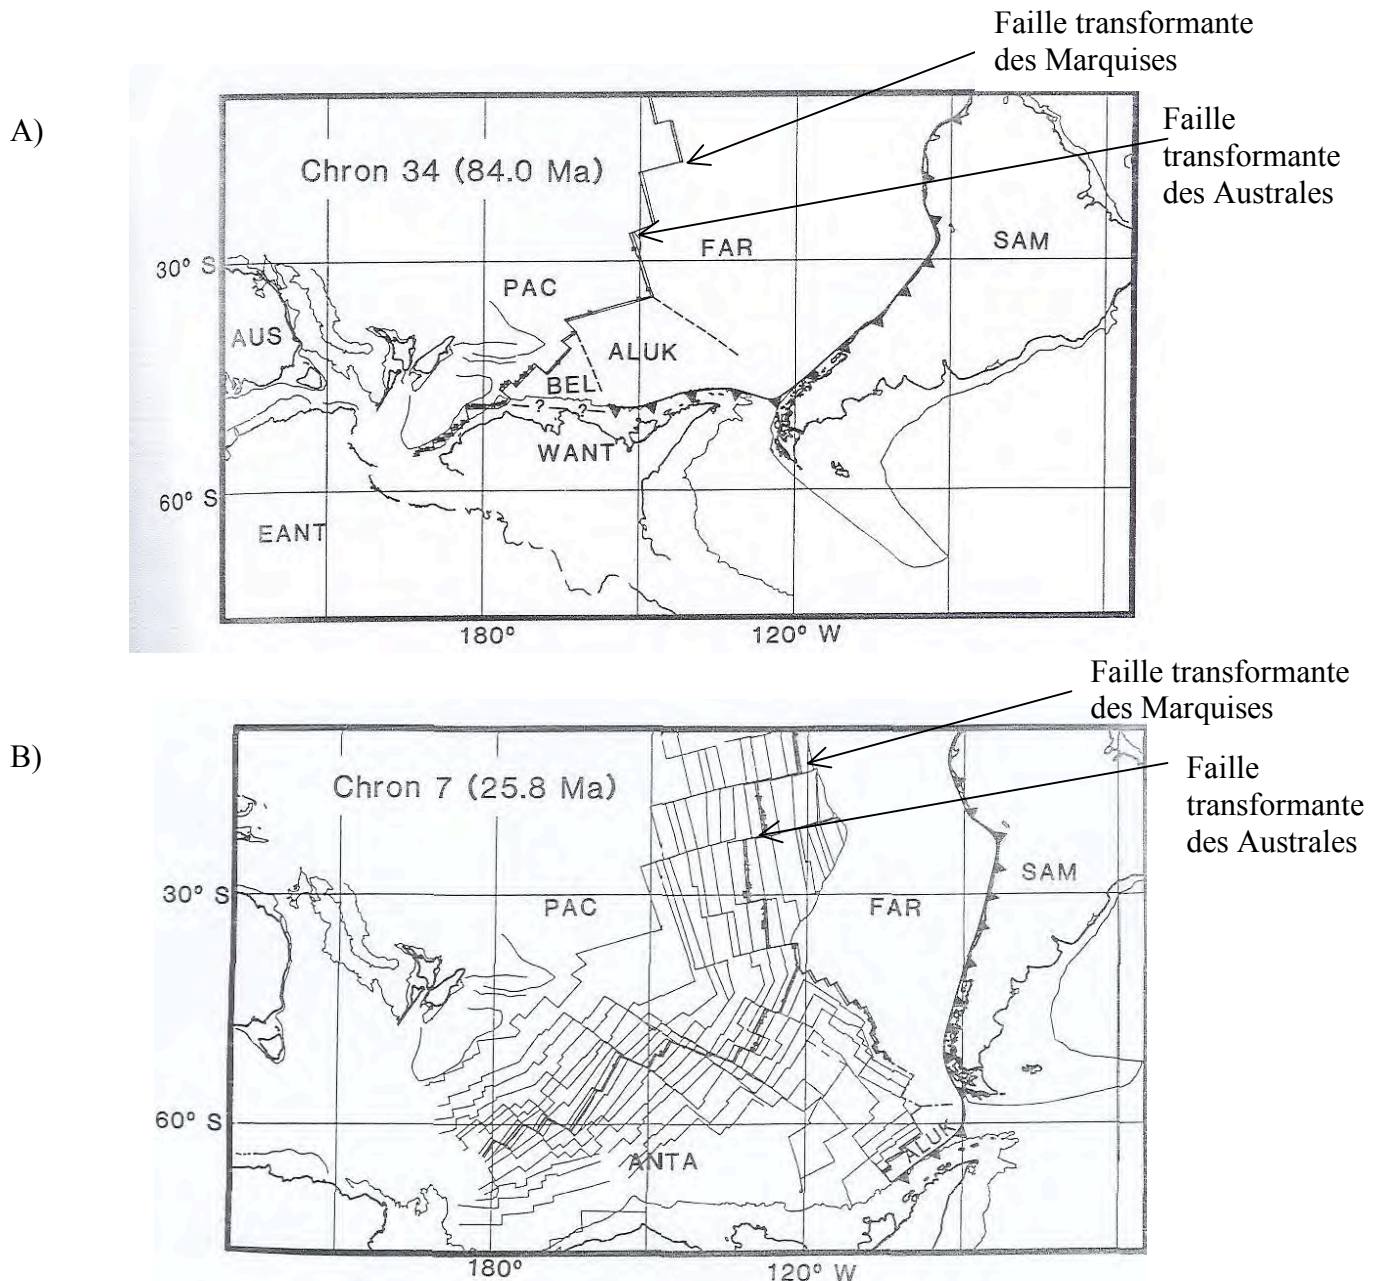 Faille transformante
des Marquises
A)
Faille
transformante
des Australes
Chron 34 (84.0 Ma)
FAR
SAM
30° S
PAC
AUS
ALUK
BEL
? ?
WANT
60° S
EANT
180°
120° W
Faille transformante
des Marquises
B)
Faille
transformante
des Australes
Chron 7 (25.8 Ma)
SAM
30° S
PAC
FAR
60° S
ALUK
ANTA
180°
120° W